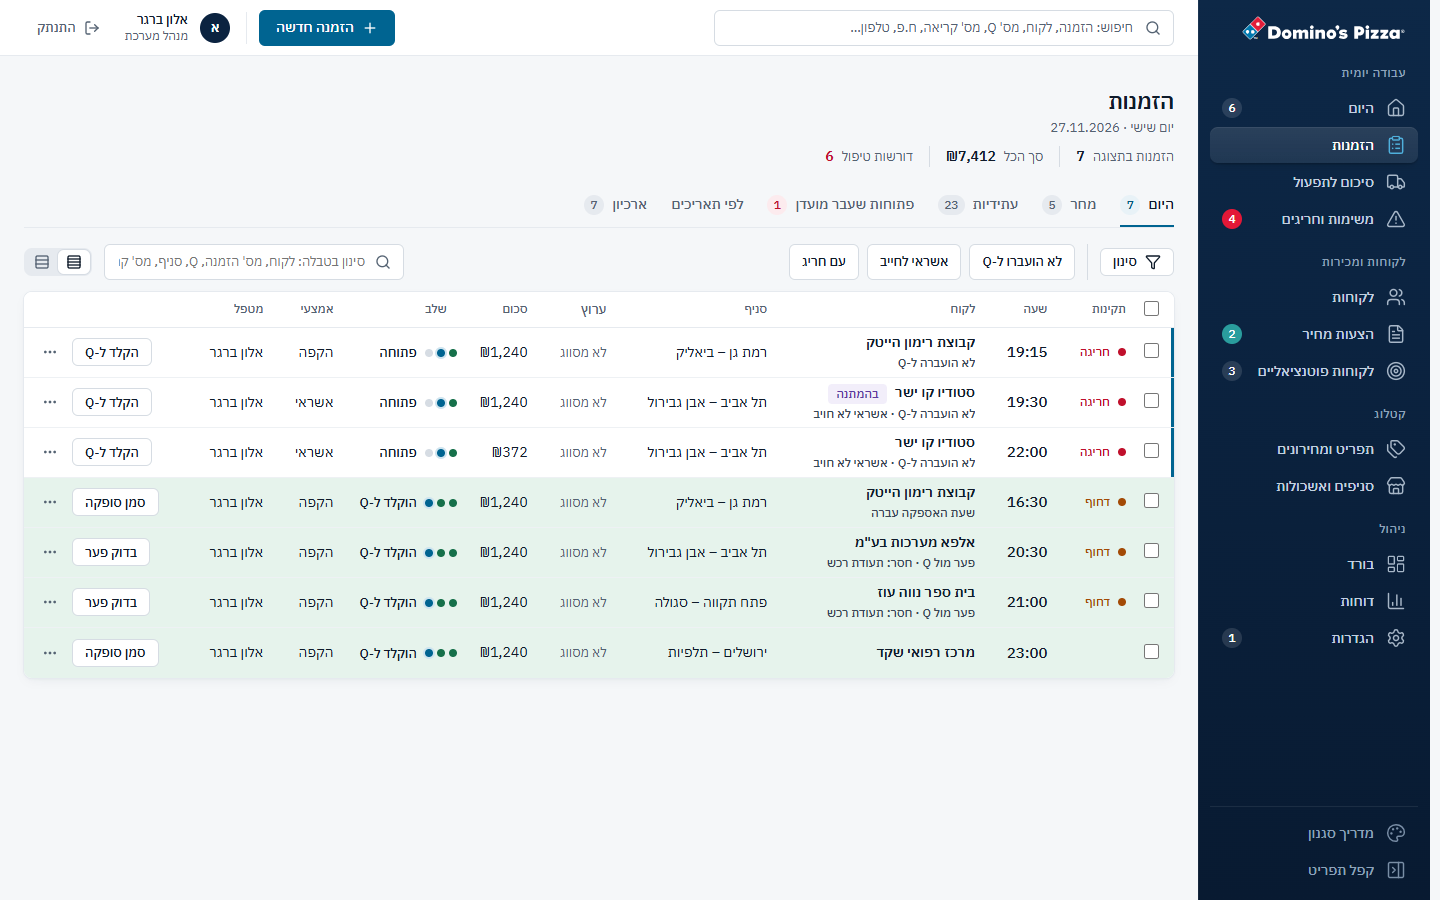 Domino's Pizza
עבודה יומית
היום 6
הזמנות
סיכום לתפעול
משימות וחריגים 4
לקוחות ומכירות
לקוחות
הצעות מחיר 2
לקוחות פוטנציאליים 3
קטלוג
תפריט ומחירונים
סניפים ואשכולות
ניהול
בורד
דוחות
הגדרות 1
מדריך סגנון
קפל תפריט
חיפוש: הזמנה, לקוח, מס' Q, מס' קריאה, ח.פ, טלפון...
הזמנה חדשה
א
אלון ברגר
מנהל מערכת
התנתק
הזמנות
יום שישי · 27.11.2026
הזמנות בתצוגה 7 סך הכל ₪7,412 דורשות טיפול 6
היום 7 מחר 5 עתידיות 23 פתוחות שעבר מועדן 1 לפי תאריכים ארכיון 7
סינון לא הועברו ל-Q אשראי לחייב עם חריג סינון בטבלה: לקוח, מס' הזמנה, Q, סניף, מס' קו
תקינות שעה לקוח סניף ערוץ סכום שלב אמצעי מטפל
חריגה 19:15 קבוצת רימון הייטק רמת גן – ביאליק לא מסווג ₪1,240 פתוחה הקפה אלון ברגר הקלד ל-Q
לא הועברה ל-Q
חריגה 19:30 סטודיו קו ישר בהמתנה תל אביב – אבן גבירול לא מסווג ₪1,240 פתוחה אשראי אלון ברגר הקלד ל-Q
לא הועברה ל-Q · אשראי לא חויב
חריגה 22:00 סטודיו קו ישר תל אביב – אבן גבירול לא מסווג ₪372 פתוחה אשראי אלון ברגר הקלד ל-Q
לא הועברה ל-Q · אשראי לא חויב
דחוף 16:30 קבוצת רימון הייטק רמת גן – ביאליק לא מסווג ₪1,240 הוקלד ל-Q הקפה אלון ברגר סמן סופקה
שעת האספקה עברה
דחוף 20:30 אלפא מערכות בע"מ תל אביב – אבן גבירול לא מסווג ₪1,240 הוקלד ל-Q הקפה אלון ברגר בדוק פער
פער מול Q · חסר: תעודת רכש
דחוף 21:00 בית ספר נווה עוז פתח תקווה – סגולה לא מסווג ₪1,240 הוקלד ל-Q הקפה אלון ברגר בדוק פער
פער מול Q · חסר: תעודת רכש
23:00 מרכז רפואי שקד ירושלים – תלפיות לא מסווג ₪1,240 הוקלד ל-Q הקפה אלון ברגר סמן סופקה